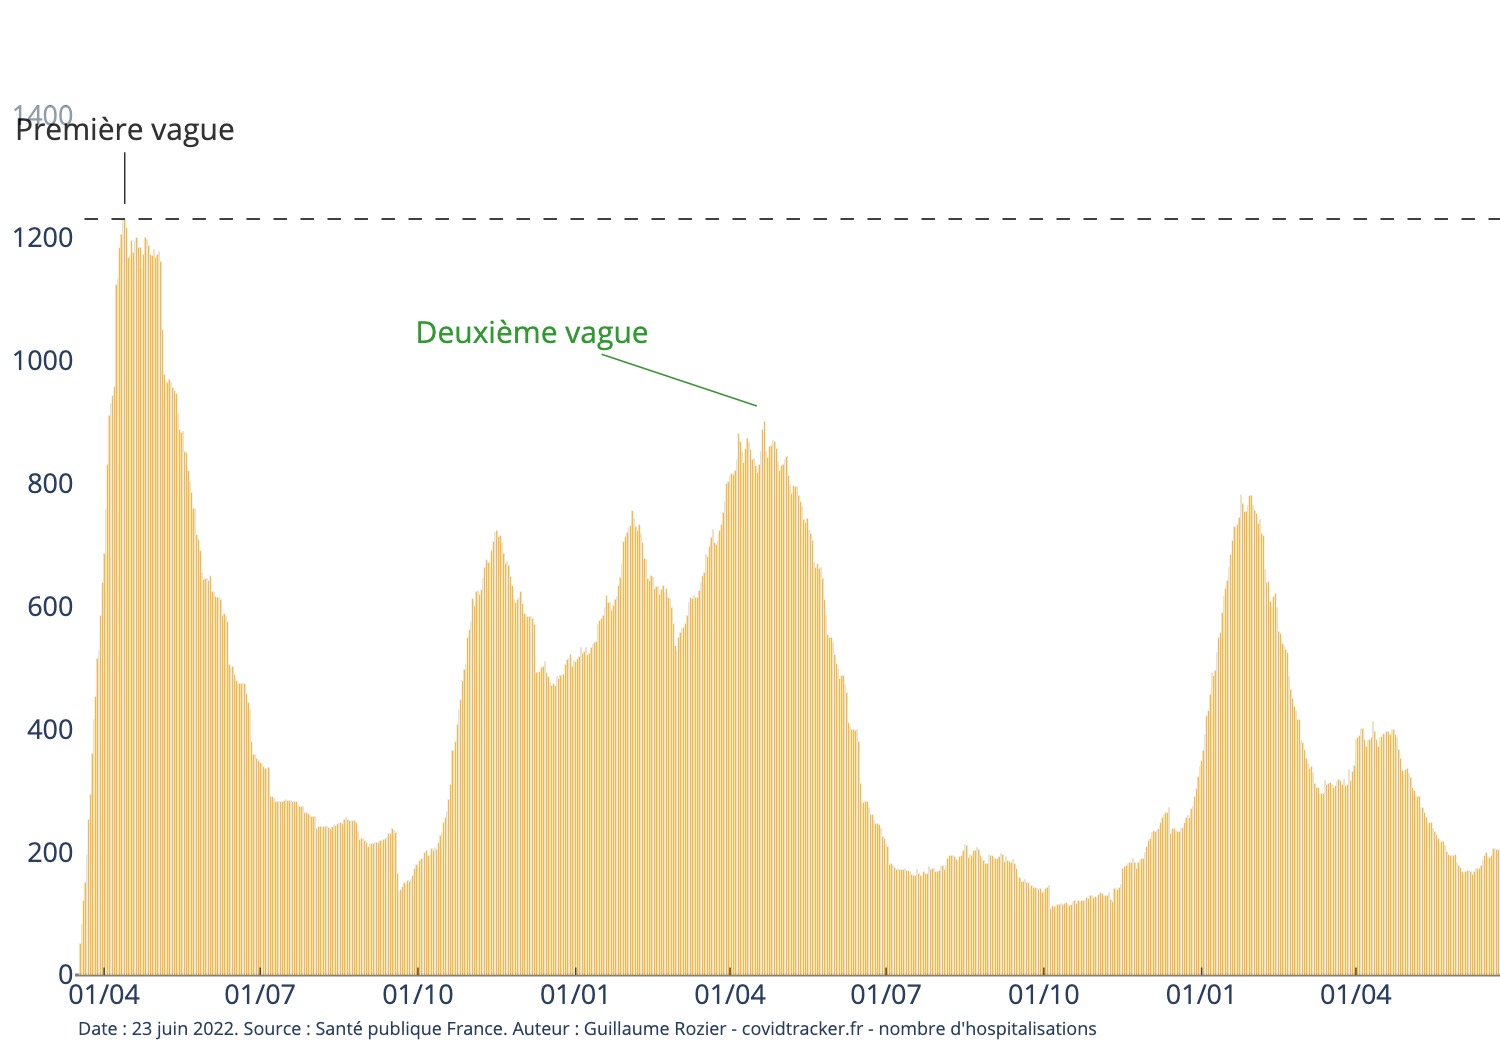 1400
Première vague
1200
1000
Deuxième vague
800
600
400
200
0
01/04 01/07 01/10 01/01 01/04 01/07 01/10 01/01 01/04
Date : 23 juin 2022. Source : Santé publique France. Auteur : Guillaume Rozier - covidtracker.fr - nombre d'hospitalisations